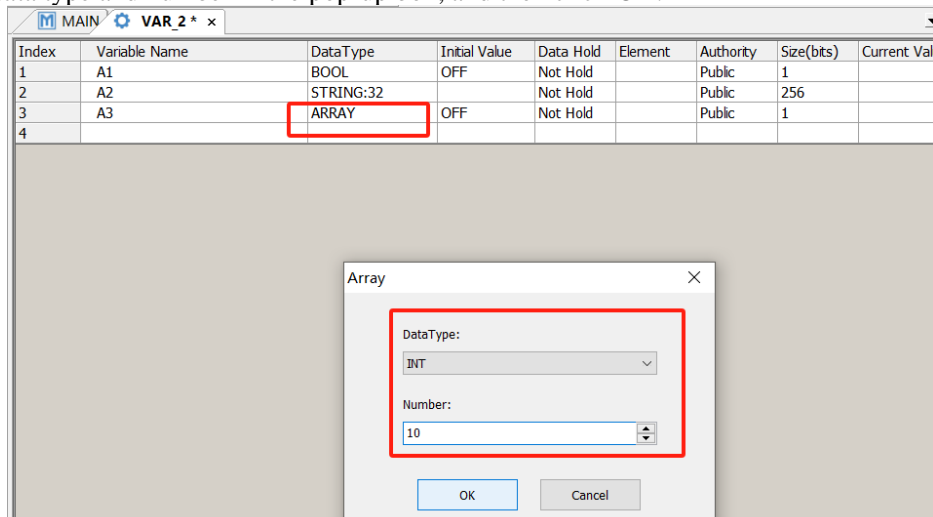 MAIN VAR_2 * ×
Index Variable Name DataType Initial Value Data Hold Element Authority Size(bits) Current Val
1 A1 BOOL OFF Not Hold Public 1
2 A2 STRING:32 Not Hold Public 256
3 A3 ARRAY OFF Not Hold Public 1
4
Array
DataType:
INT
Number:
10
OK Cancel